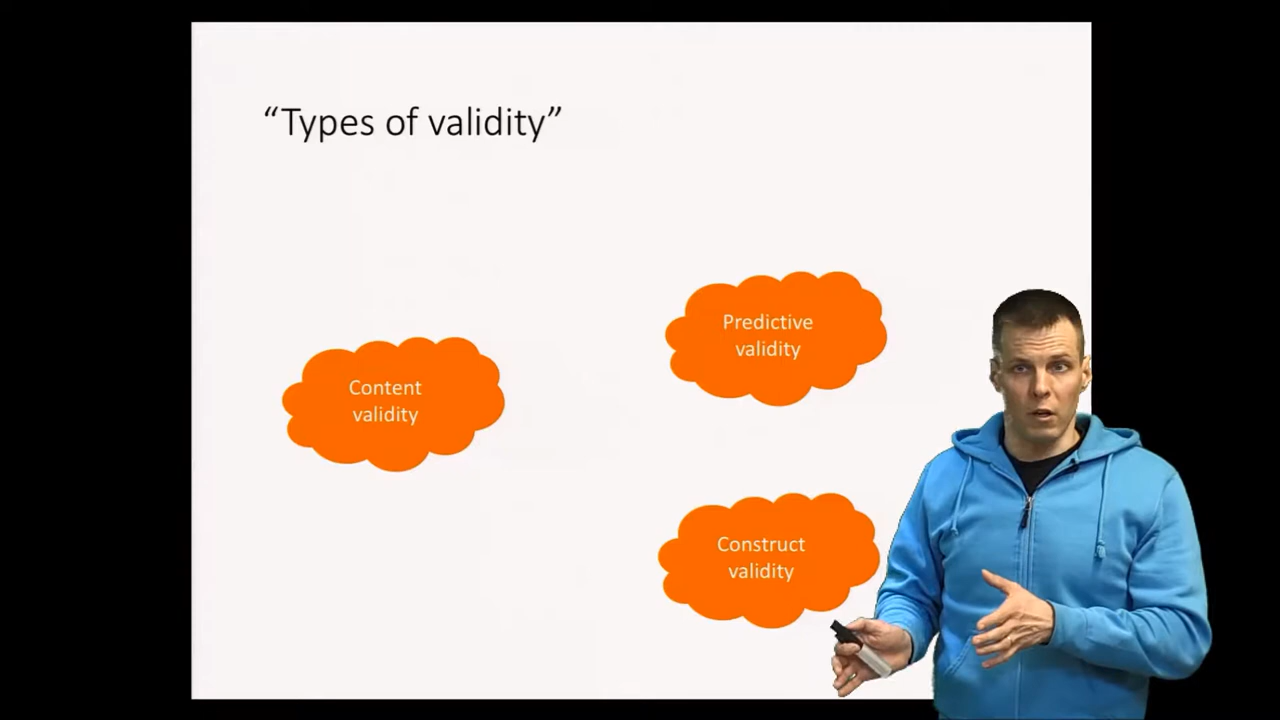 “Types of validity”
Predictive
validity
Content
validity
Construct
validity